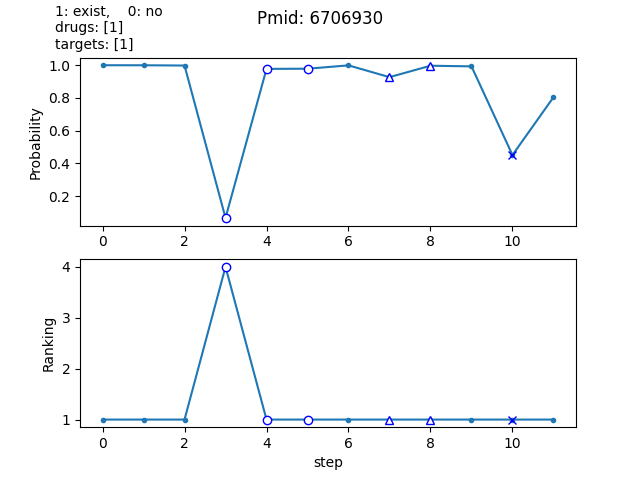 1: exist,    0: no
drugs: [1]
targets: [1]
Pmid: 6706930
Probability
1.0
0.8
0.6
0.4
0.2
0 2 4 6 8 10
Ranking
4
3
2
1
0 2 4 6 8 10
step